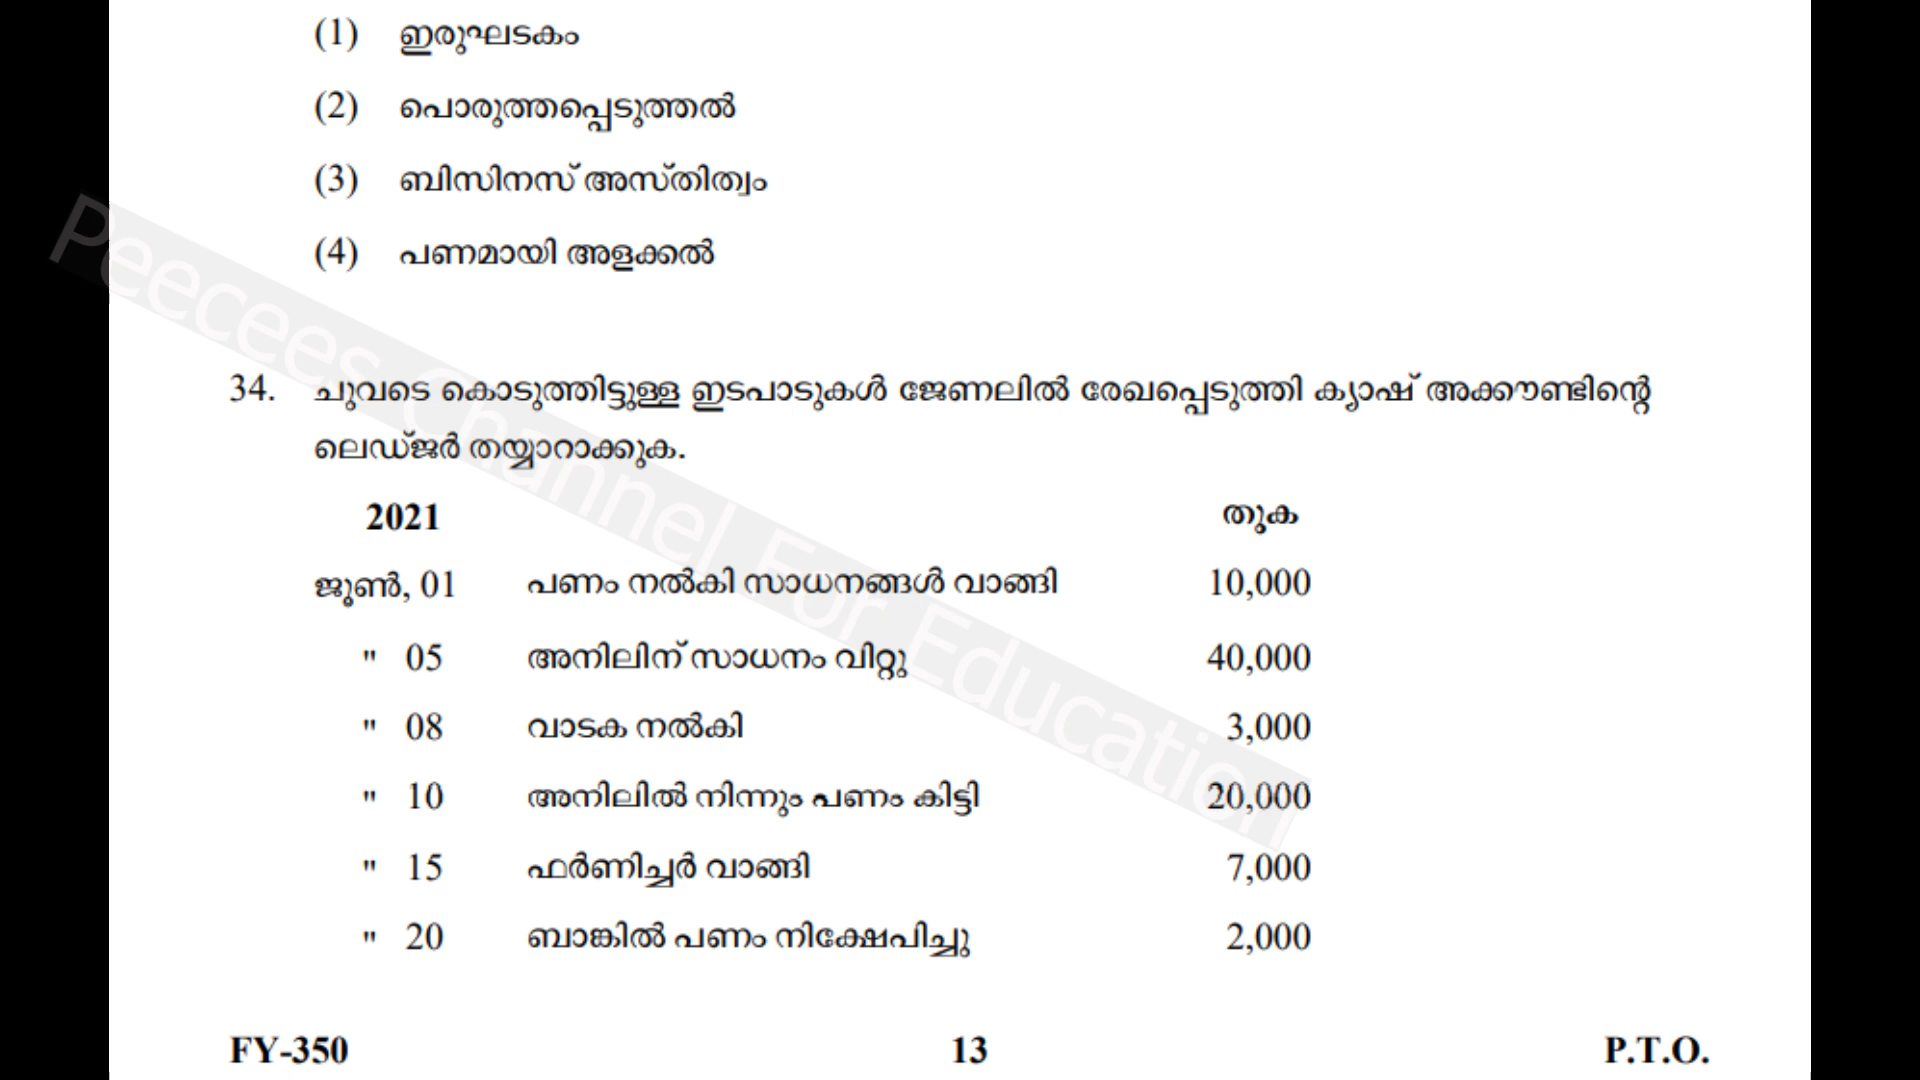 (1) ഇരുഘടകം
(2) പൊരുത്തപ്പെടുത്തൽ
(3) ബിസിനസ് അസ്തിത്വം
(4) പണമായി അളക്കൽ
34. ചുവടെ കൊടുത്തിട്ടുള്ള ഇടപാടുകൾ ജേണലിൽ രേഖപ്പെടുത്തി ക്യാഷ് അക്കൗണ്ടിന്റെ
ലെഡ്ജർ തയ്യാറാക്കുക.
2021 തുക
ജൂൺ, 01 പണം നൽകി സാധനങ്ങൾ വാങ്ങി 10,000
" 05 അനിലിന് സാധനം വിറ്റു 40,000
" 08 വാടക നൽകി 3,000
" 10 അനിലിൽ നിന്നും പണം കിട്ടി 20,000
" 15 ഫർണിച്ചർ വാങ്ങി 7,000
" 20 ബാങ്കിൽ പണം നിക്ഷേപിച്ചു 2,000
FY-350 13 P.T.O.
Peecees Channel For Education